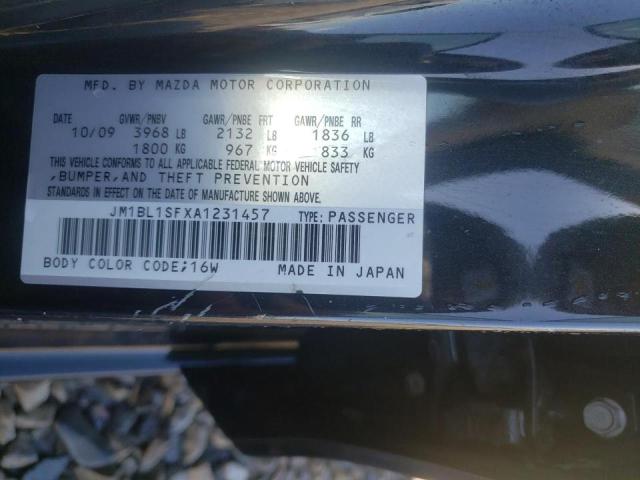 MFD. BY MAZDA MOTOR CORPORATION
DATE GVWR/PNBV GAWR/PNBE FRT GAWR/PNBE RR
10/09 3968 LB 2132 LB 1836 LB
1800 KG 967 KG 833 KG
THIS VEHICLE CONFORMS TO ALL APPLICABLE FEDERAL MOTOR VEHICLE SAFETY
,BUMPER,AND THEFT PREVENTION
STANDARDS IN EFFECT ON THE DATE OF MANUFACTURE SHOWN ABOVE.
JM1BL1SFXA1231457 TYPE: PASSENGER
BODY COLOR CODE;16W MADE IN JAPAN